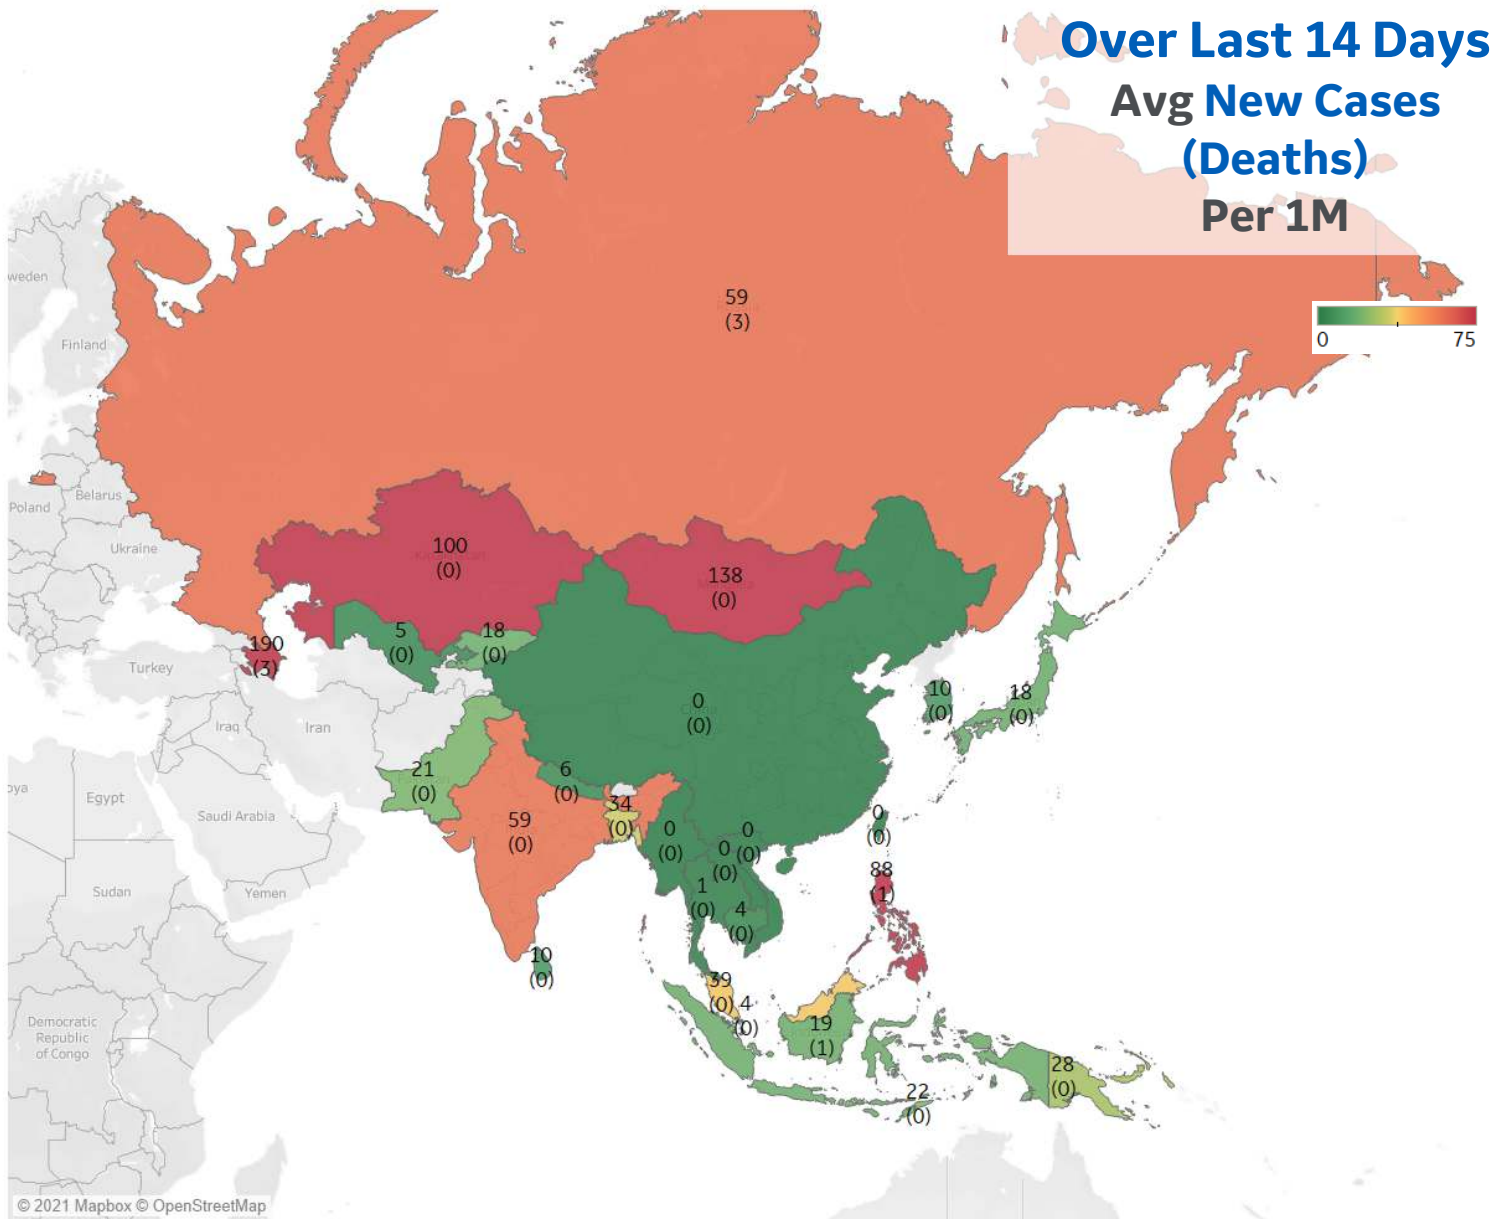 Over Last 14 Days
Avg New Cases
(Deaths)
Per 1M
0
75
59
(3)
weden
Finland
Poland
Belarus
Ukraine
100
(0)
138
(0)
190
(3)
5
(0)
18
(0)
Turkey
Iraq
Iran
0
(0)
10
(0)
18
(0)
21
(0)
6
(0)
34
(0)
59
(0)
oya
Egypt
Saudi Arabia
0
(0)
0
(0)
0
(0)
0
(0)
1
(0)
4
(0)
88
(1)
Sudan
Yemen
10
(0)
39
(0)
4
(0)
19
(1)
22
(0)
28
(0)
Democratic
Republic
of Congo
© 2021 Mapbox © OpenStreetMap